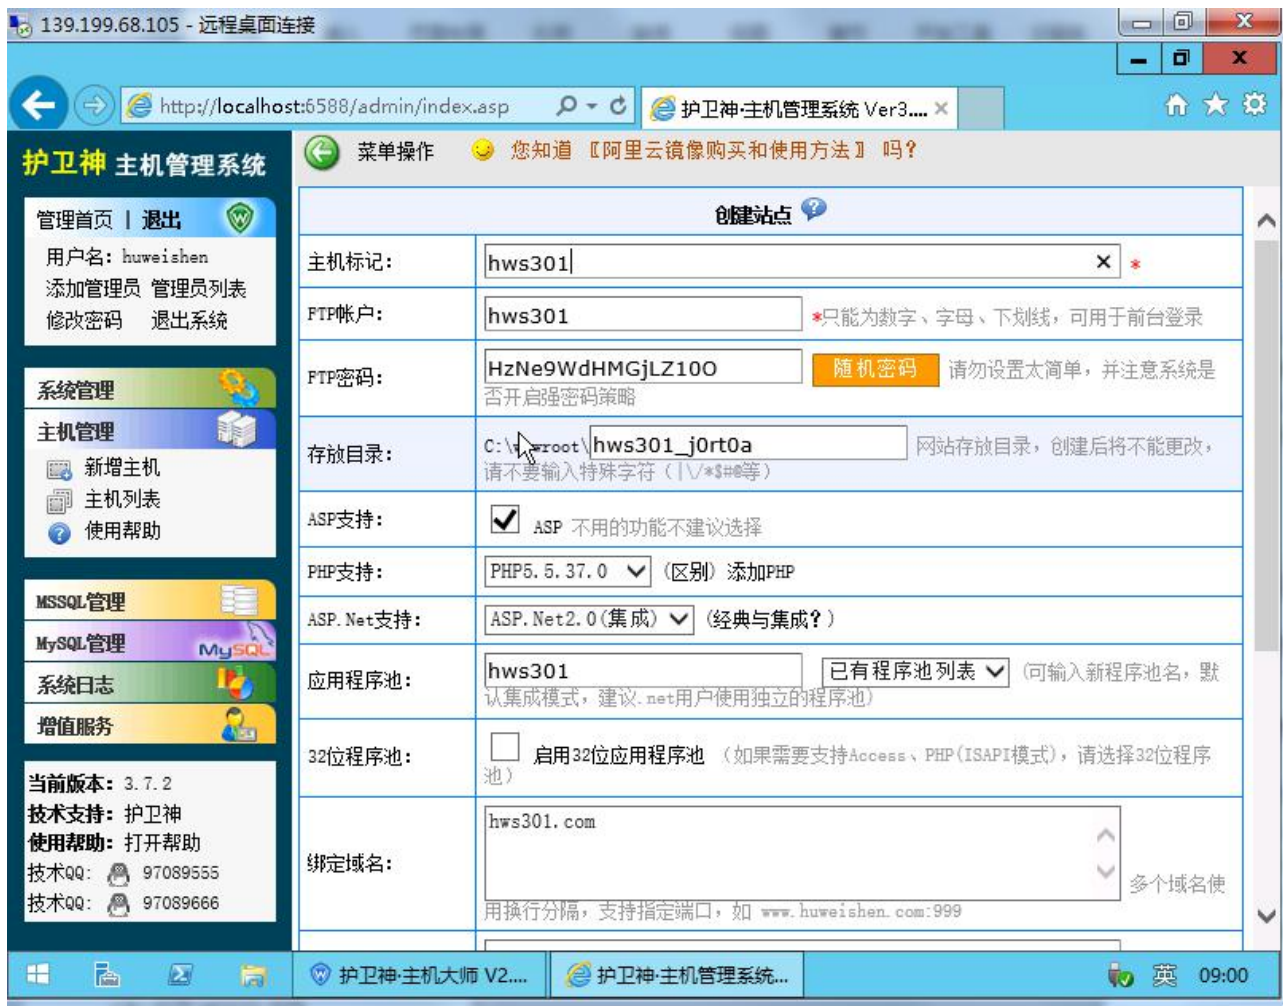 139.199.68.105 - 远程桌面连接
http://localhost:6588/admin/index.asp
护卫神·主机管理系统 Ver3....
护卫神 主机管理系统
菜单操作 您知道〖阿里云镜像购买和使用方法〗吗?
管理首页 | 退出
用户名: huweishen
添加管理员 管理员列表
修改密码 退出系统
系统管理
主机管理
新增主机
主机列表
使用帮助
MSSQL管理
MySQL管理
MySQL
系统日志
增值服务
当前版本: 3.7.2
技术支持: 护卫神
使用帮助: 打开帮助
技术QQ: 97089555
技术QQ: 97089666
创建站点
主机标记: hws301 *
FTP帐户: hws301 *只能为数字、字母、下划线，可用于前台登录
FTP密码: HzNe9WdHMGjLZ10O 随机密码 请勿设置太简单，并注意系统是
否开启强密码策略
存放目录: hws301_j0rt0a 网站存放目录，创建后将不能更改，
请不要输入特殊字符（|\/*$#@等）
ASP支持: ASP 不用的功能不建议选择
PHP支持: PHP5.5.37.0 (区别) 添加PHP
ASP.Net支持: ASP.Net2.0(集成) (经典与集成?)
应用程序池: hws301 已有程序池列表 (可输入新程序池名，默
认集成模式，建议.net用户使用独立的程序池)
32位程序池: 启用32位应用程序池 （如果需要支持Access、PHP(ISAPI模式)，请选择32位程序
池）
绑定域名: hws301.com
多个域名使
用换行分隔，支持指定端口，如 www.huweishen.com:999
护卫神·主机大师 V2....
护卫神·主机管理系统...
英 09:00